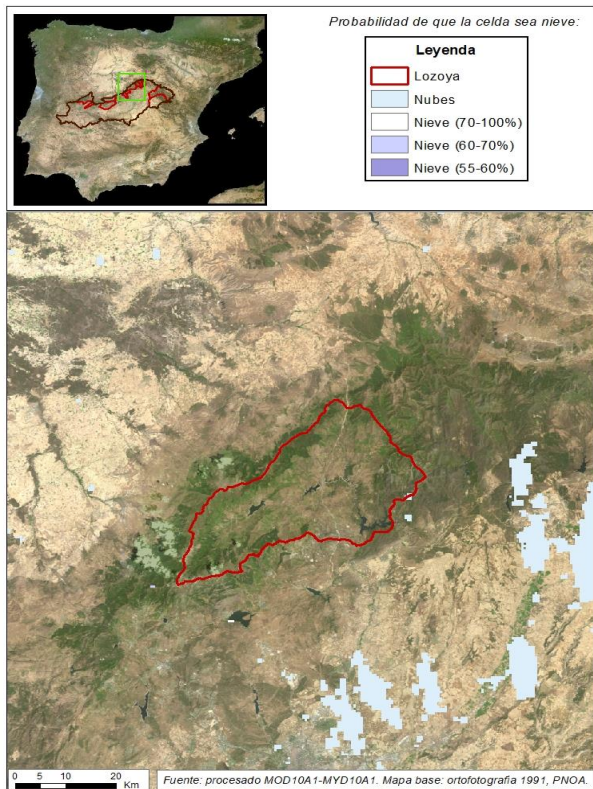 Probabilidad de que la celda sea nieve:
Leyenda
Lozoya
Nubes
Nieve (70-100%)
Nieve (60-70%)
Nieve (55-60%)
0 5 10 20
Km
Fuente: procesado MOD10A1-MYD10A1. Mapa base: ortofotografia 1991, PNOA.